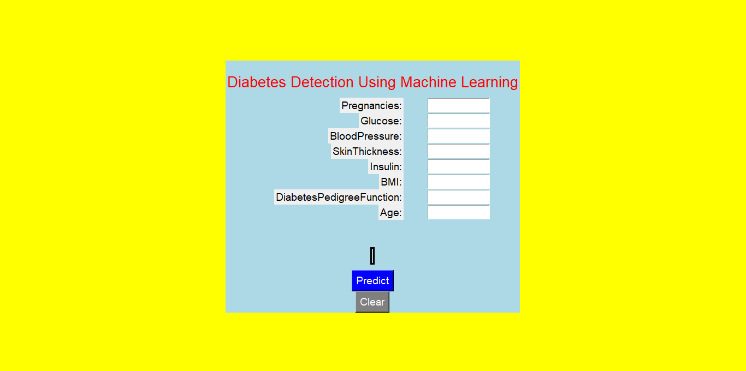 Diabetes Detection Using Machine Learning
Pregnancies:
Glucose:
BloodPressure:
SkinThickness:
Insulin:
BMI:
DiabetesPedigreeFunction:
Age:
Predict
Clear